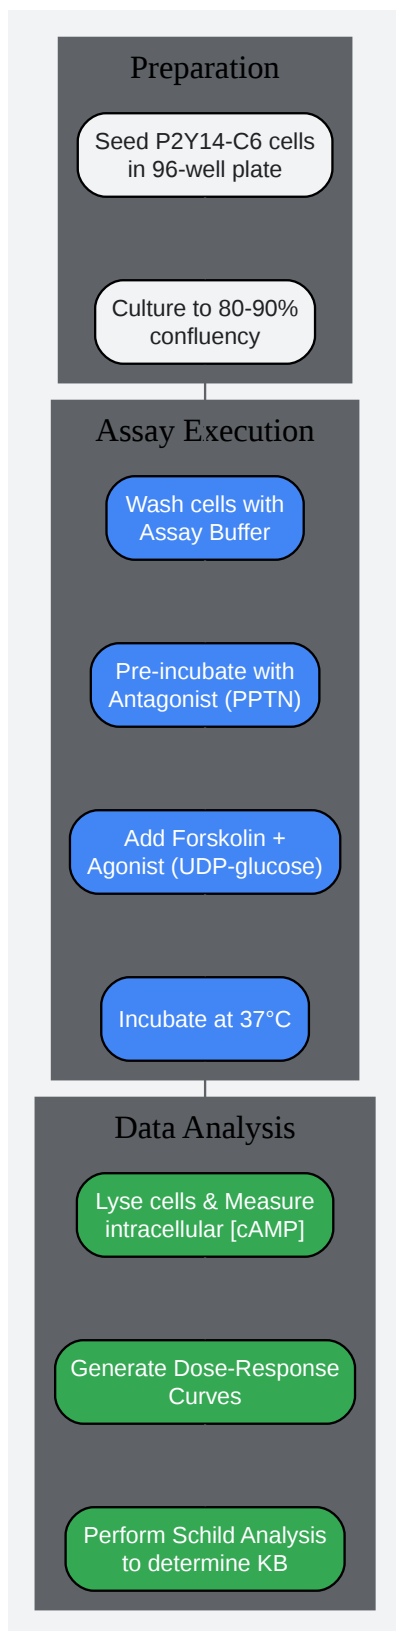 Preparation
Seed P2Y14-C6 cells
in 96-well plate
Culture to 80-90%
confluency
Assay Execution
Wash cells with
Assay Buffer
Pre-incubate with
Antagonist (PPTN)
Add Forskolin +
Agonist (UDP-glucose)
Incubate at 37°C
Data Analysis
Lyse cells & Measure
intracellular [cAMP]
Generate Dose-Response
Curves
Perform Schild Analysis
to determine KB